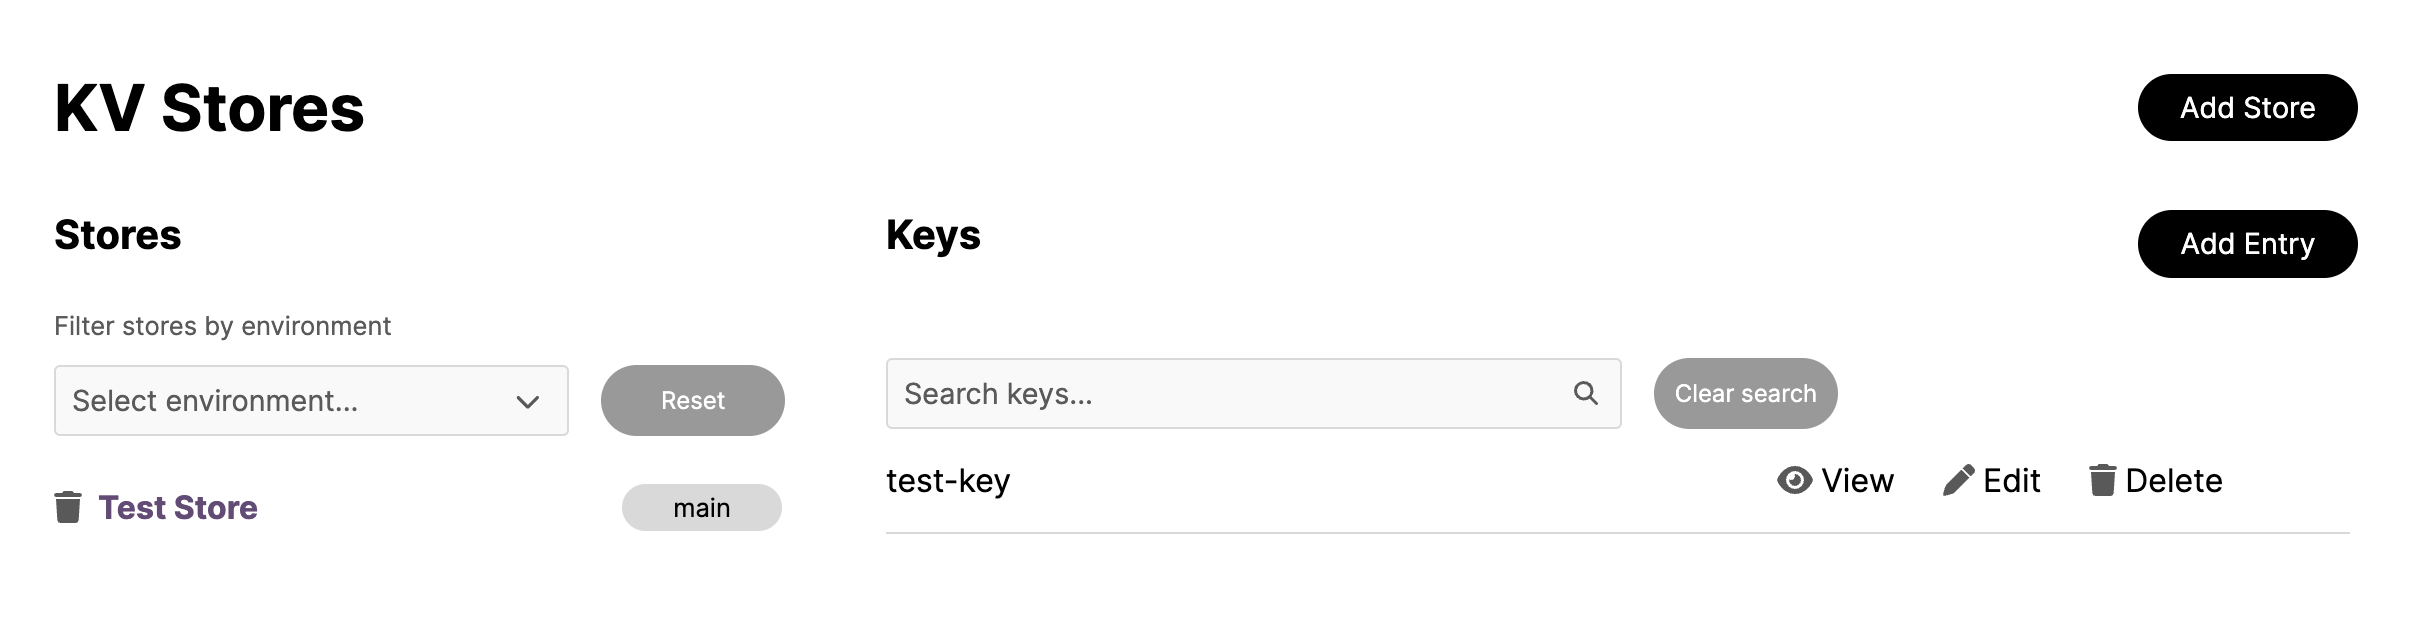 KV Stores
Add Store
Stores
Filter stores by environment
Select environment...
Reset
Test Store
main
Keys
Add Entry
Search keys...
Clear search
test-key
View
Edit
Delete